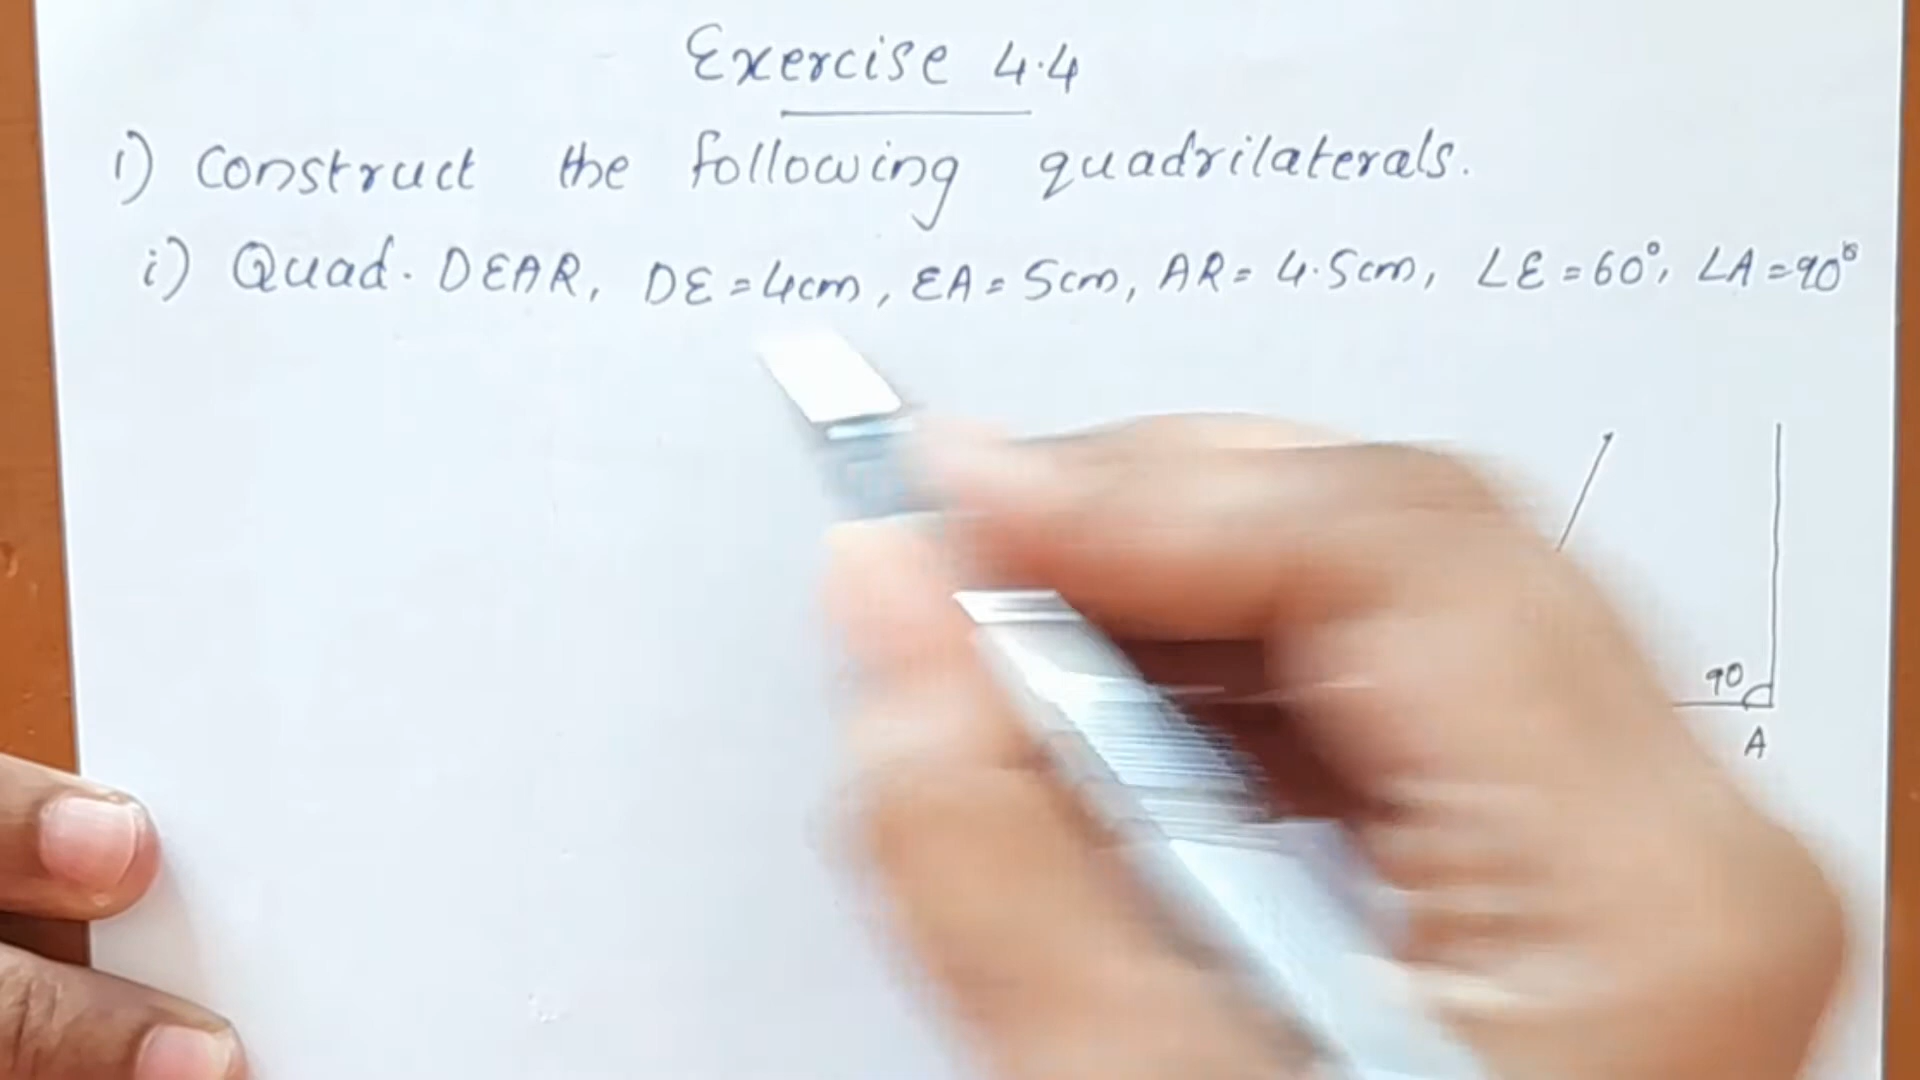 Exercise 4.4
1) Construct the following quadrilaterals.
i) Quad. DEAR, DE = 4cm, EA = 5cm, AR = 4.5cm, ∠E = 60°, ∠A = 90°
90
A